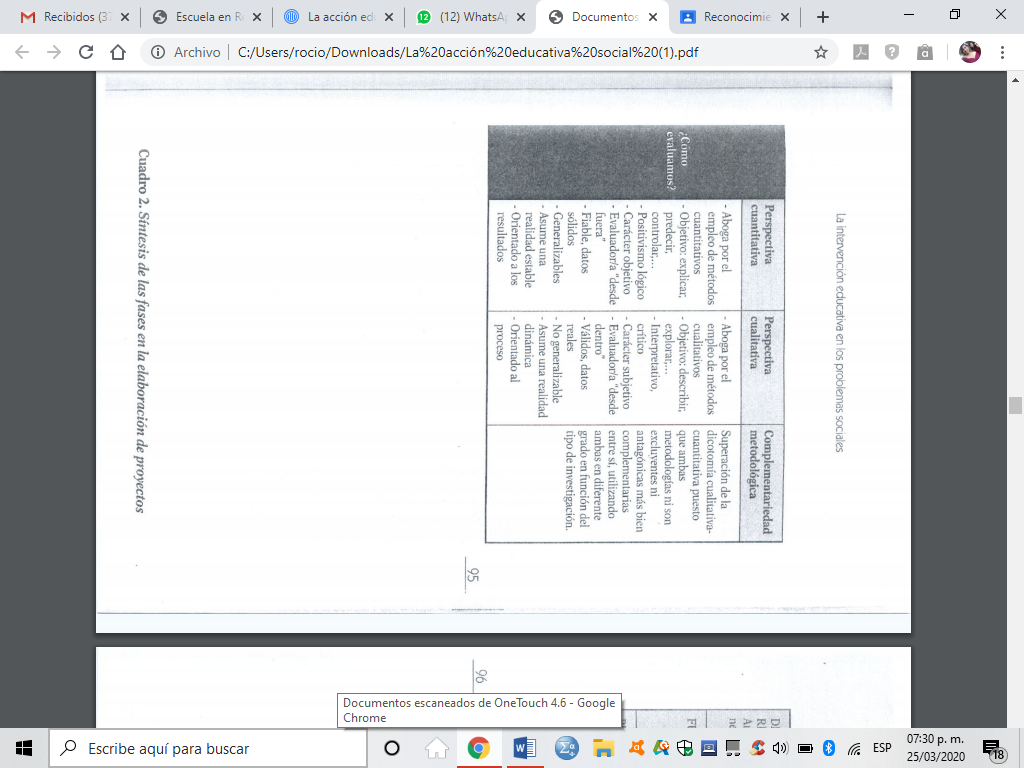 Recibidos (37
Escuela en R
La acción ed
(12) WhatsA
Documentos
Reconocimie
Archivo
C:/Users/rocio/Downloads/La%20acción%20educativa%20social%20(1).pdf
La intervención educativa en los problemas sociales
¿Cómo
evaluamos?
Perspectiva
cuantitativa
- Aboga por el
empleo de métodos
cuantitativos
- Objetivo: explicar,
predecir,
controlar,...
- Positivismo lógico
- Carácter objetivo
- Evaluador/a “desde
fuera”
- Fiable, datos
sólidos
- Generalizables
- Asume una
realidad estable
- Orientado a los
resultados
Perspectiva
cualitativa
- Aboga por el
empleo de métodos
cualitativos
- Objetivo: describir,
explorar,...
- Interpretativo,
crítico
- Carácter subjetivo
- Evaluador/a “desde
dentro”
- Válidos, datos
reales
- No generalizable
- Asume una realidad
dinámica
- Orientado al
proceso
Complementariedad
metodológica
Superación de la
dicotomía cualitativa-
cuantitativa puesto
que ambas
metodologías ni son
excluyentes ni
antagónicas más bien
complementarias
entre sí, utilizando
ambas en diferente
grado en función del
tipo de investigación.
95
Cuadro 2. Síntesis de las fases en la elaboración de proyectos
96
Documentos escaneados de OneTouch 4.6 - Google
Chrome
Escribe aquí para buscar
ESP
07:30 p. m.
25/03/2020
18